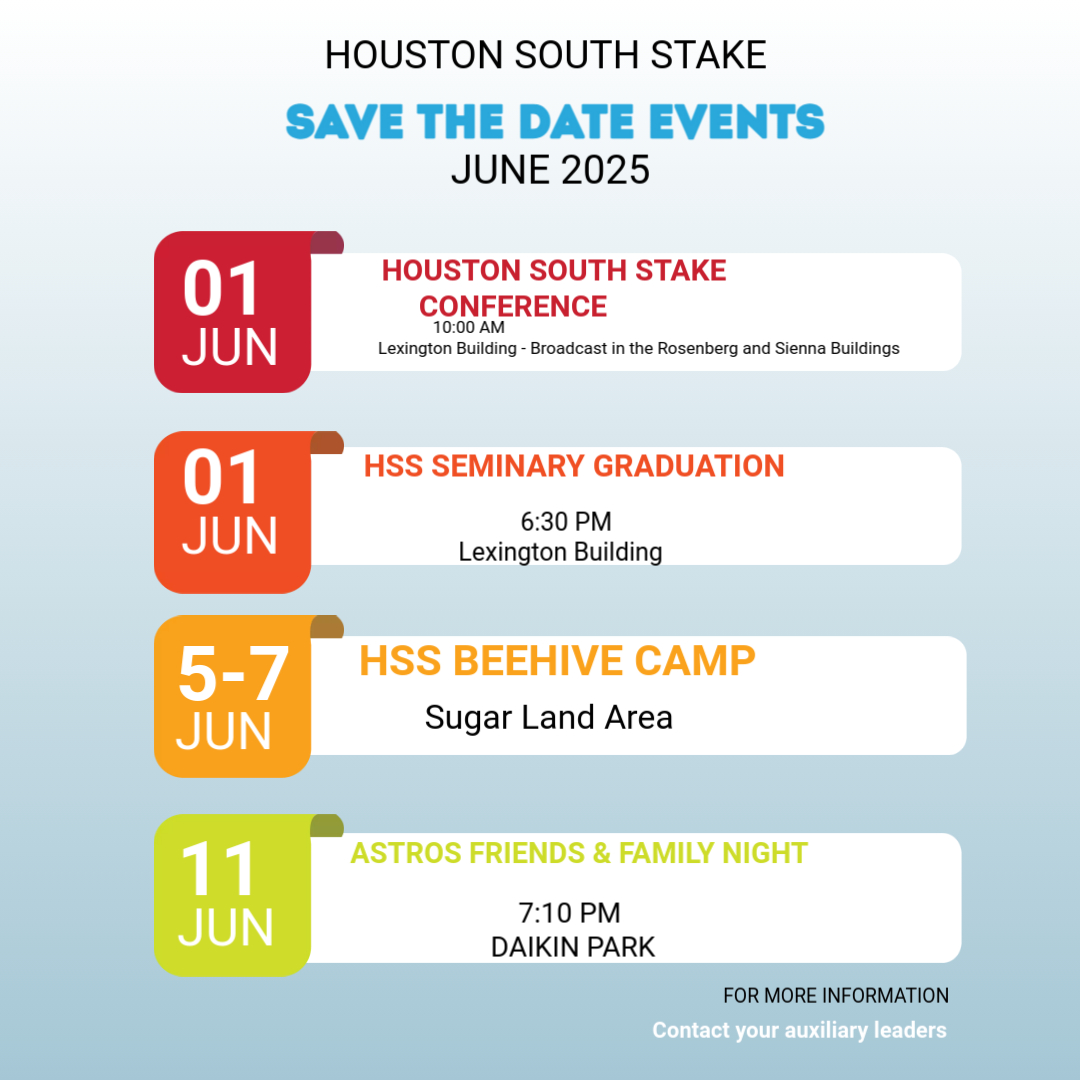 HOUSTON SOUTH STAKE
SAVE THE DATE EVENTS
JUNE 2025
01
JUN
HOUSTON SOUTH STAKE
CONFERENCE
10:00 AM
Lexington Building - Broadcast in the Rosenberg and Sienna Buildings
01
JUN
HSS SEMINARY GRADUATION
6:30 PM
Lexington Building
5-7
JUN
HSS BEEHIVE CAMP
Sugar Land Area
11
JUN
ASTROS FRIENDS & FAMILY NIGHT
7:10 PM
DAIKIN PARK
FOR MORE INFORMATION
Contact your auxiliary leaders